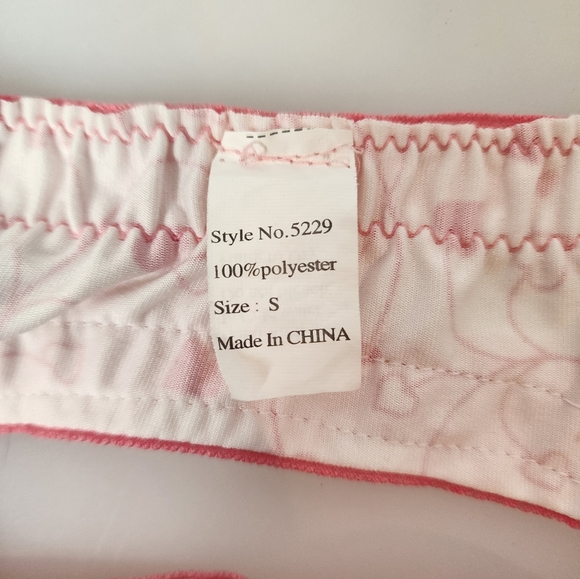 Style No.5229
100%polyester
Size : S
Made In CHINA